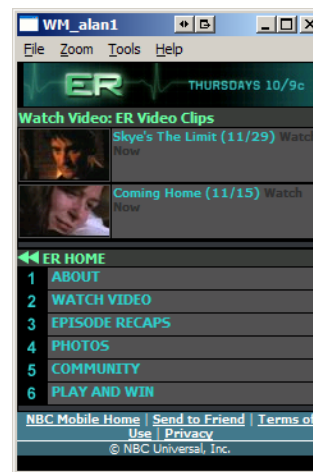 WM_alan1
File Zoom Tools Help
ER THURSDAYS 10/9c
Watch Video: ER Video Clips
Skye's The Limit (11/29) Watch
Now
Coming Home (11/15) Watch
Now
ER HOME
1 ABOUT
2 WATCH VIDEO
3 EPISODE RECAPS
4 PHOTOS
5 COMMUNITY
6 PLAY AND WIN
NBC Mobile Home | Send to Friend | Terms of
Use | Privacy
© NBC Universal, Inc.